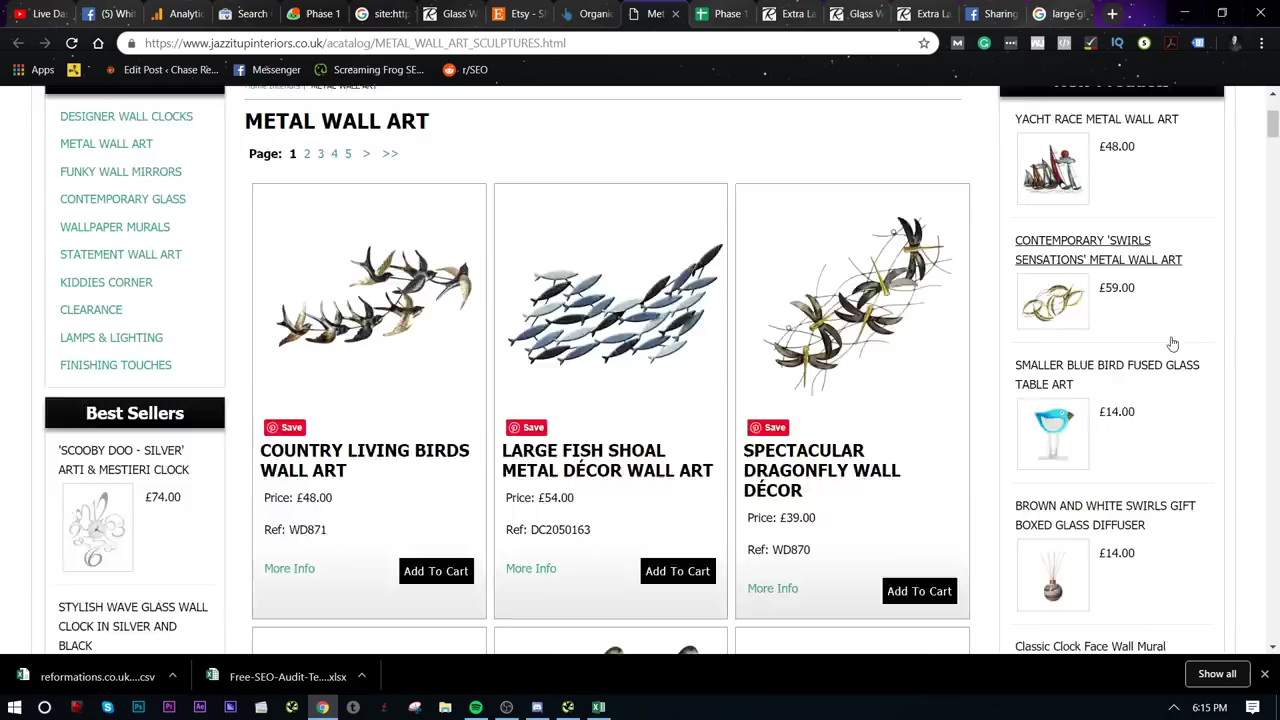 Live Da
Analytic
Phase 1
site:http
Glass W
Step
Organic
Met
Phase 1
Extra La
Glass W
Extra La
Sharing
large gl
https://www.jazzitupinteriors.co.uk/acatalog/METAL_WALL_ART_SCULPTURES.html
Apps
Edit Post ‹ Chase Re...
Messenger
Screaming Frog SE...
r/SEO
METAL WALL ART
Page: 1 2 3 4 5 > >>
DESIGNER WALL CLOCKS
METAL WALL ART
FUNKY WALL MIRRORS
CONTEMPORARY GLASS
WALLPAPER MURALS
STATEMENT WALL ART
KIDDIES CORNER
CLEARANCE
LAMPS & LIGHTING
FINISHING TOUCHES
Best Sellers
'SCOOBY DOO - SILVER'
ARTI & MESTIERI CLOCK
£74.00
STYLISH WAVE GLASS WALL
CLOCK IN SILVER AND
BLACK
Save
COUNTRY LIVING BIRDS
WALL ART
Price: £48.00
Ref: WD871
More Info
Add To Cart
Save
LARGE FISH SHOAL
METAL DÉCOR WALL ART
Price: £54.00
Ref: DC2050163
More Info
Add To Cart
Save
SPECTACULAR
DRAGONFLY WALL
DÉCOR
Price: £39.00
Ref: WD870
More Info
Add To Cart
YACHT RACE METAL WALL ART
£48.00
CONTEMPORARY 'SWIRLS
SENSATIONS' METAL WALL ART
£59.00
SMALLER BLUE BIRD FUSED GLASS
TABLE ART
£14.00
BROWN AND WHITE SWIRLS GIFT
BOXED GLASS DIFFUSER
£14.00
Classic Clock Face Wall Mural
reformations.co.uk....csv
Free-SEO-Audit-Te....xlsx
Show all
6:15 PM